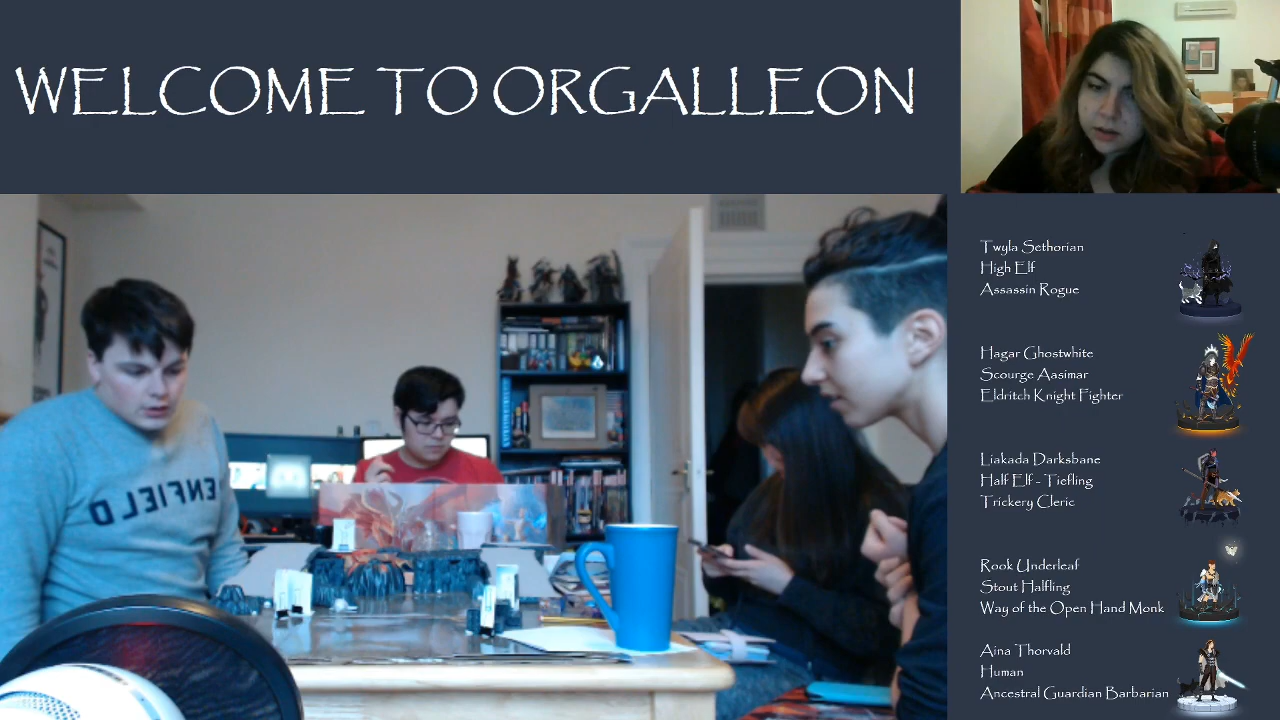 WELCOME TO ORGALLEON
Twyla Sethorian
High Elf
Assassin Rogue
Hagar Ghostwhite
Scourge Aasimar
Eldritch Knight Fighter
Liakada Darksbane
Half Elf - Tiefling
Trickery Cleric
Rook Underleaf
Stout Halfling
Way of the Open Hand Monk
Aina Thorvald
Human
Ancestral Guardian Barbarian
ENFIELD